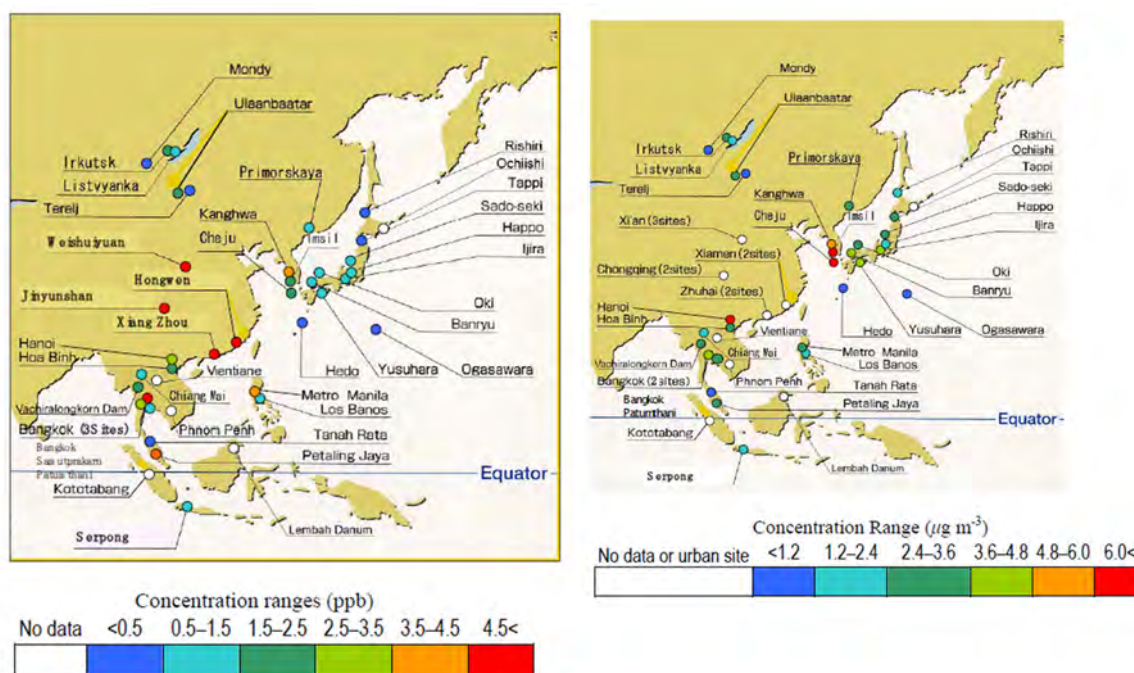 Mondy
Ulaanbaatar
Irkutsk
Listvyanka
Terelj
Primorskaya
Kanghwa
Imsil
Cheju
Weishuiyuan
Hongwen
Jinyunshan
Xiang Zhou
Hanoi
Hoa Binh
Vientiane
Chiang Mai
Vachiralongkorn Dam
Bangkok (3Sites)
Bangkok
Samutprakarn
Patumthani
Phnom Penh
Kototabang
Serpong
Rishiri
Ochiishi
Tappi
Sado-seki
Happo
Ijira
Oki
Banryu
Hedo
Yusuhara
Ogasawara
Metro Manila
Los Banos
Tanah Rata
Petaling Jaya
Equator
Lembah Danum
Concentration ranges (ppb)
No data <0.5 0.5–1.5 1.5–2.5 2.5–3.5 3.5–4.5 4.5<
Mondy
Ulaanbaatar
Irkutsk
Listvyanka
Terelj
Primorskaya
Kanghwa
Cheju
Imsil
Xi'an (3sites)
Xiamen (2sites)
Chongqing (2sites)
Zhuhai (2sites)
Hanoi
Hoa Binh
Vientiane
Chiang Mai
Vachiralongkorn Dam
Bangkok (2sites)
Bangkok
Patumthani
Phnom Penh
Kototabang
Serpong
Rishiri
Ochiishi
Tappi
Sado-seki
Happo
Ijira
Oki
Banryu
Hedo
Yusuhara
Ogasawara
Metro Manila
Los Banos
Tanah Rata
Petaling Jaya
Equator
Lembah Danum
Concentration Range (μg m⁻³)
No data or urban site <1.2 1.2–2.4 2.4–3.6 3.6–4.8 4.8–6.0 6.0<